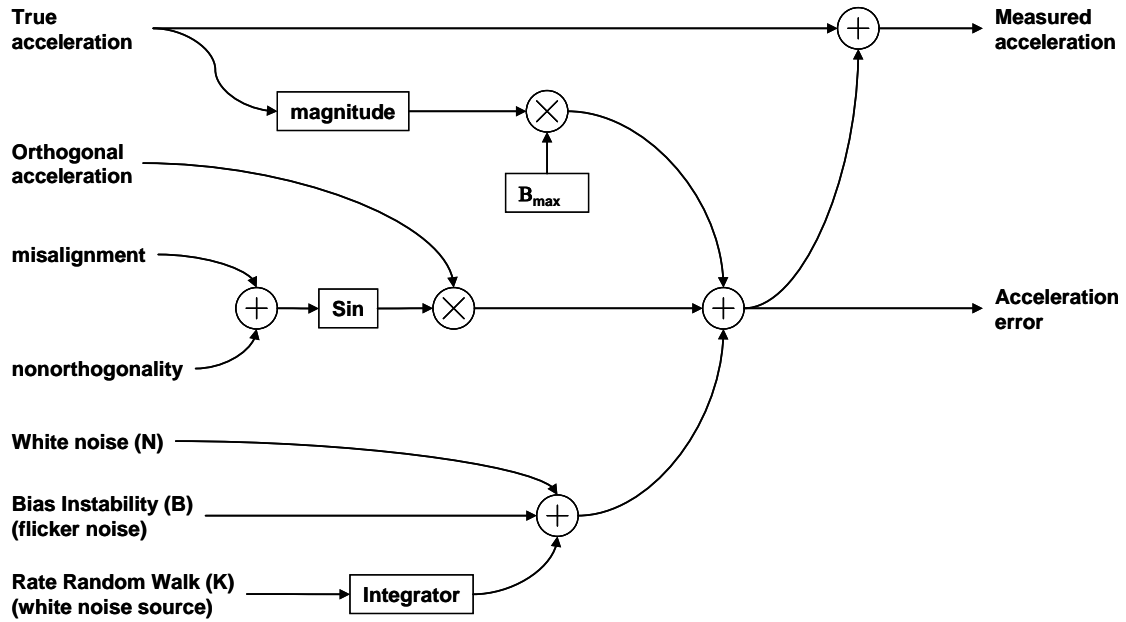 True
acceleration
Measured
acceleration
magnitude
Orthogonal
acceleration
Bmax
misalignment
Sin
Acceleration
error
nonorthogonality
White noise (N)
Bias Instability (B)
(flicker noise)
Rate Random Walk (K)
(white noise source)
Integrator